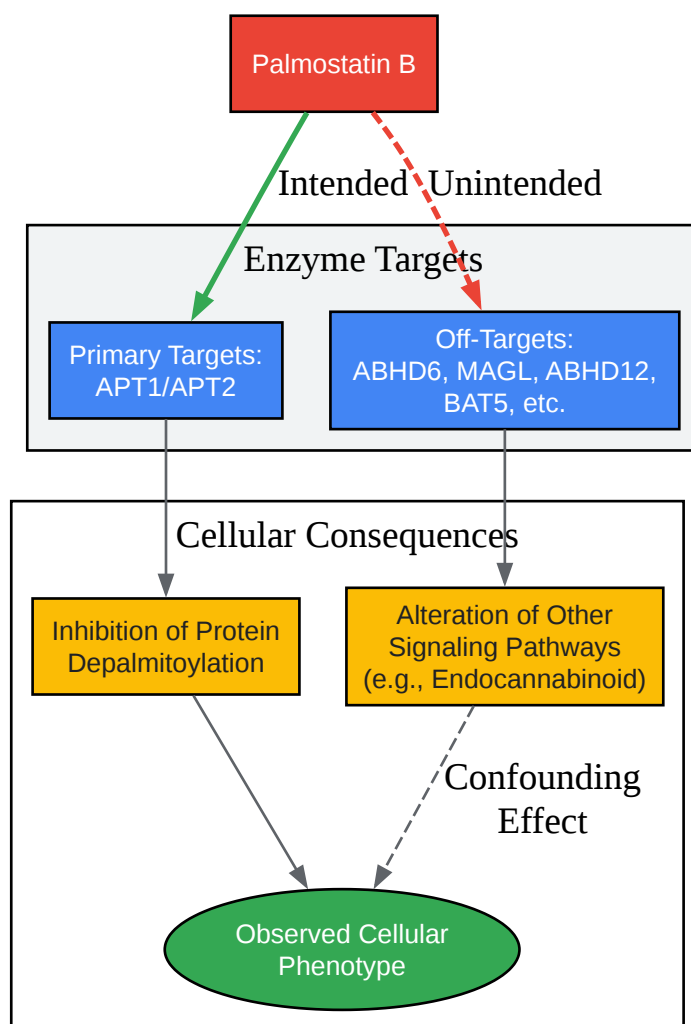 Palmostatin B
Intended
Unintended
Enzyme Targets
Primary Targets:
APT1/APT2
Off-Targets:
ABHD6, MAGL, ABHD12,
BAT5, etc.
Cellular Consequences
Inhibition of Protein
Depalmitoylation
Alteration of Other
Signaling Pathways
(e.g., Endocannabinoid)
Confounding
Effect
Observed Cellular
Phenotype